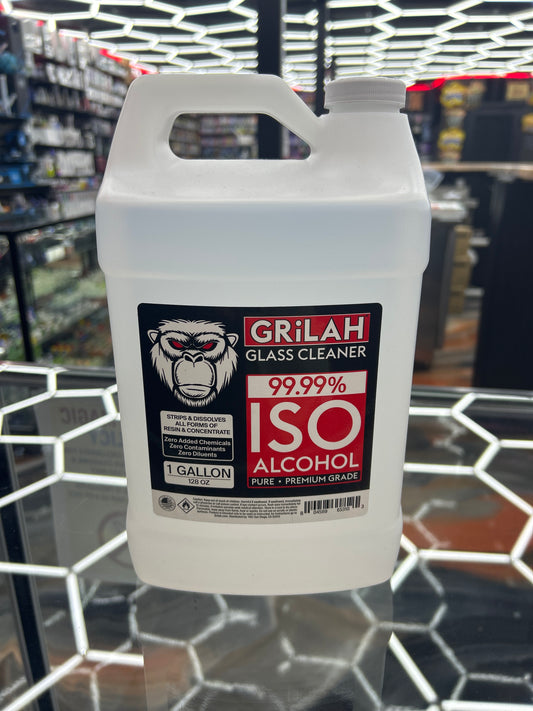 GRiLAH
GLASS CLEANER
99.99%
ISO
ALCOHOL
PURE • PREMIUM GRADE
STRIPS & DISSOLVES
ALL FORMS OF
RESIN & CONCENTRATE
Zero Added Chemicals
Zero Contaminants
Zero Diluents
1 GALLON
128 OZ